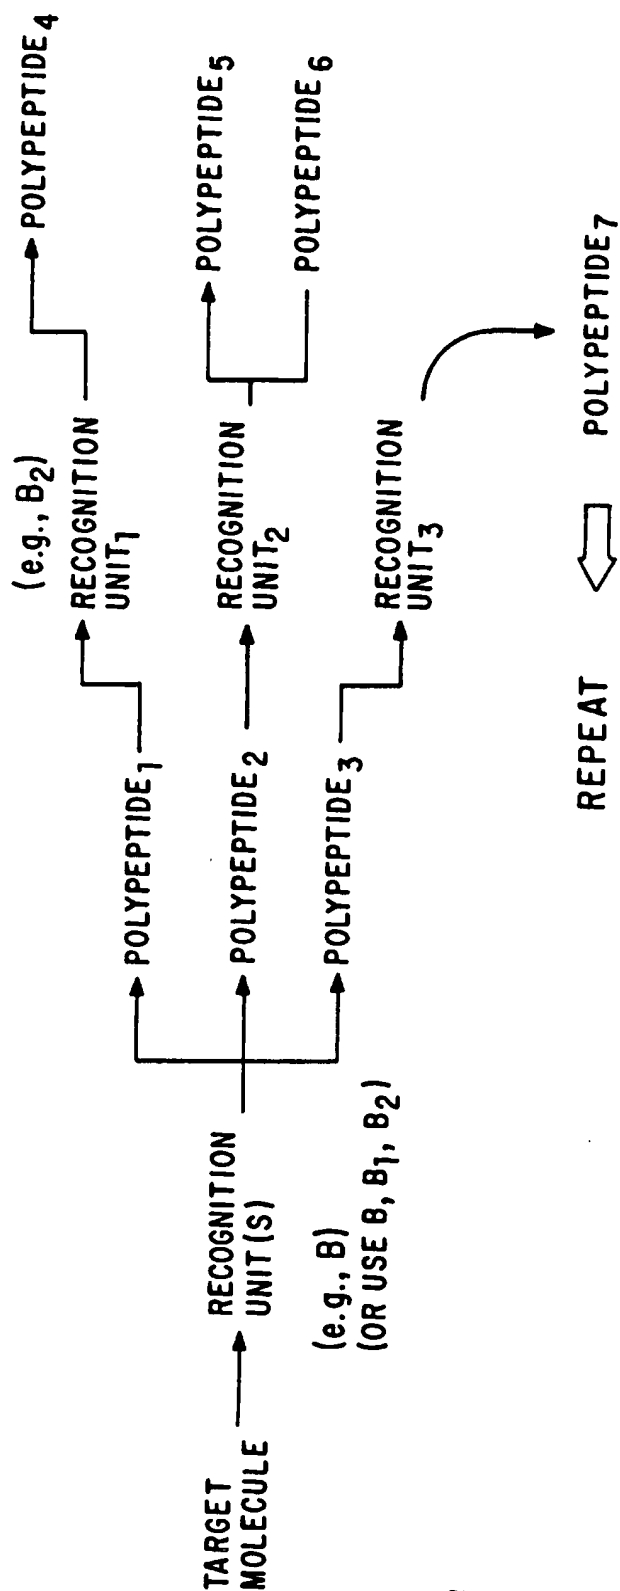 TARGET
MOLECULE
RECOGNITION
UNIT(S)
(e.g., B)
(OR USE B, B1, B2)
POLYPEPTIDE1
POLYPEPTIDE2
POLYPEPTIDE3
(e.g., B2)
RECOGNITION
UNIT1
RECOGNITION
UNIT2
RECOGNITION
UNIT3
POLYPEPTIDE4
POLYPEPTIDE5
POLYPEPTIDE6
REPEAT
POLYPEPTIDE7